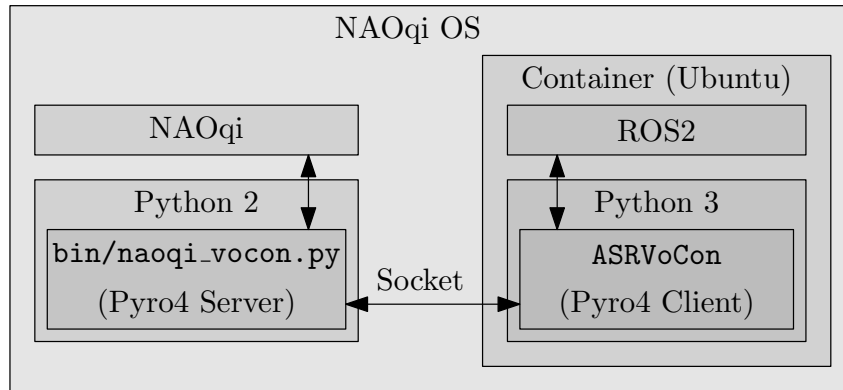 NAOqi OS
Container (Ubuntu)
NAOqi
ROS2
Python 2
Python 3
bin/naoqi_vocon.py
(Pyro4 Server)
Socket
ASRVoCon
(Pyro4 Client)